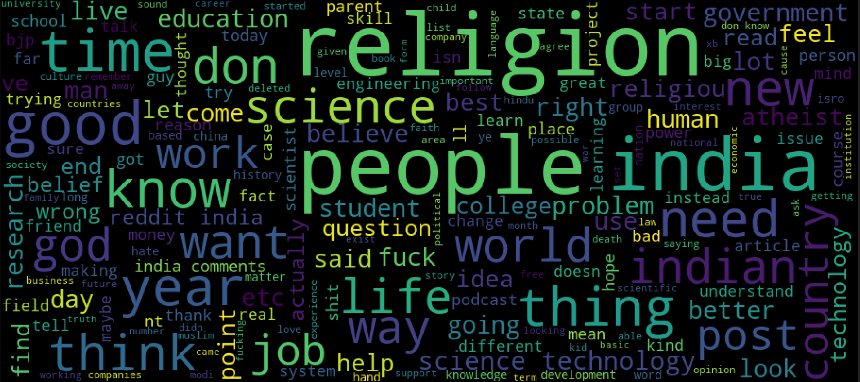 university
sound
career
started
parent
child
skill
list
company
language
agree
project
state
start
government
don know
school
talk
live
education
religion
read
feel
bjp
time
today
thought
don
given
book
form
level
isn
xb
cause
big
lot
person
far
culture
remember
guy
try
deleted
engineering
important
great
religiou
new
mind
ve
man
away
follow
hindu
isro
trying
countries
let
come
science
best
right
group
interest
atheist
good
reason
case
believe
learn
place
human
power
issue
sure
based
china
work
scientist
faith
area
ll
ye
possible
war
learning
nation
national
economic
course
institution
society
end
got
people
india
belief
know
history
family
long
fact
student
college
problem
instead
true
getting
research
wrong
reddit india
political
use
law
need
ask
friend
god
money
want
actually
question
exist
change
month
world
death
bad
saying
article
country
hate
making
india comments
said
fuck
idea
doesn
hope
indian
technology
business
future
year
etc
matter
story
free
scientific
understand
field
day
maybe
thank
real
shit
experience
life
podcast
thing
better
tell
truth
nt
point
fucking
love
way
going
looking
mean
able
post
find
number
didn
muslim
job
different
kid
basic
kind
think
came
system
help
science technology
opinion
look
working
companies
modi
hand
support
knowledge
term
development
word